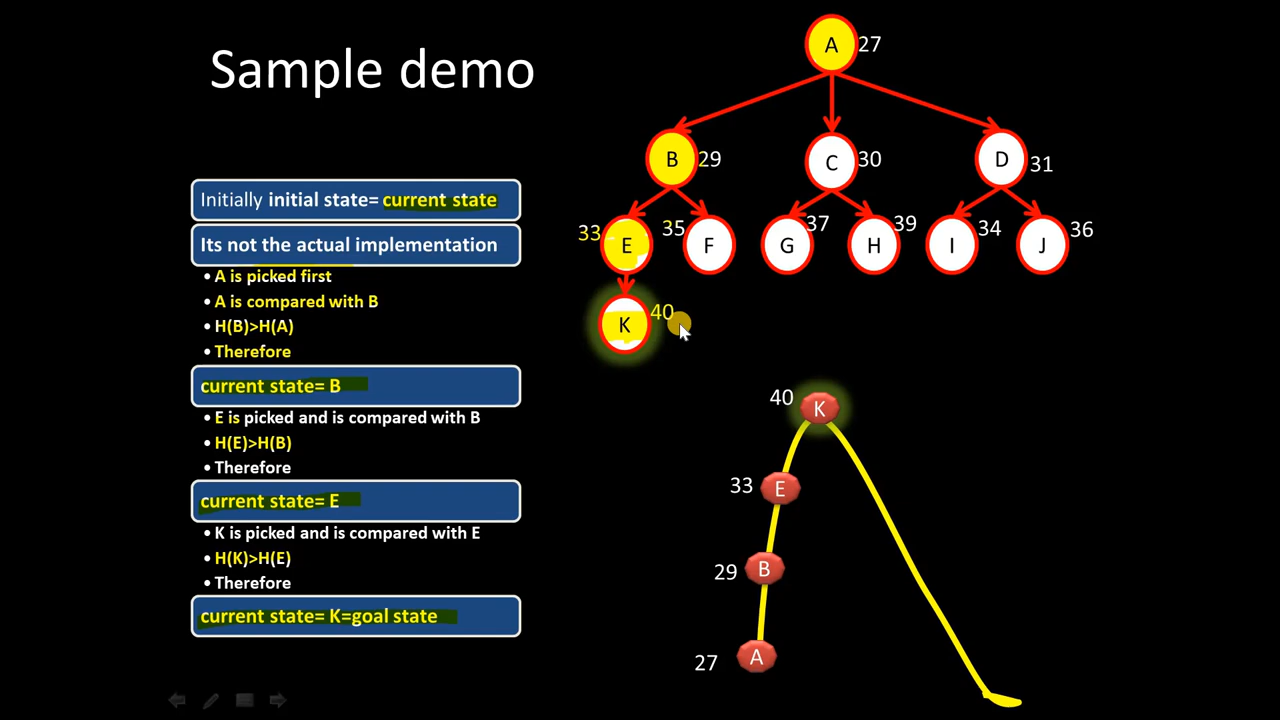 Sample demo
Initially initial state= current state
Its not the actual implementation
• A is picked first
• A is compared with B
• H(B)>H(A)
• Therefore
current state= B
• E is picked and is compared with B
• H(E)>H(B)
• Therefore
current state= E
• K is picked and is compared with E
• H(K)>H(E)
• Therefore
current state= K=goal state
A 27
B 29 C 30 D 31
33 E 35 F G 37 H 39 I 34 J 36
K 40
40 K
33 E
29 B
27 A